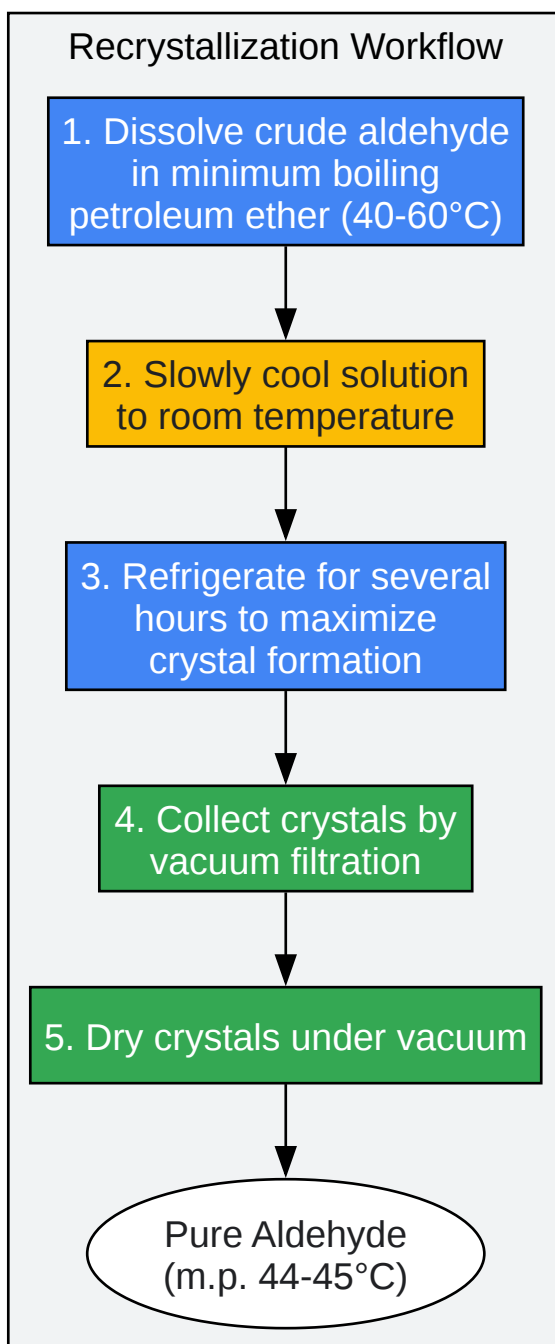 Recrystallization Workflow
1. Dissolve crude aldehyde
in minimum boiling
petroleum ether (40-60°C)
2. Slowly cool solution
to room temperature
3. Refrigerate for several
hours to maximize
crystal formation
4. Collect crystals by
vacuum filtration
5. Dry crystals under vacuum
Pure Aldehyde
(m.p. 44-45°C)